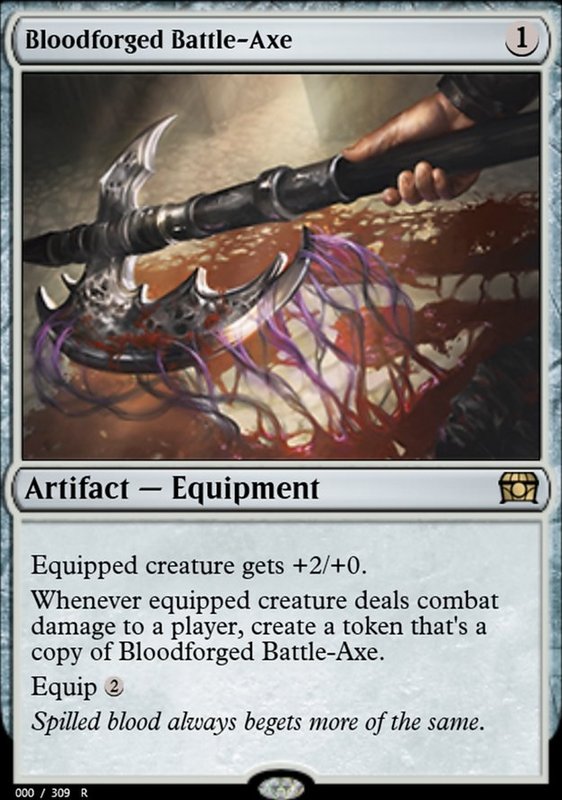 Bloodforged Battle-Axe 1
Artifact — Equipment
Equipped creature gets +2/+0.
Whenever equipped creature deals combat
damage to a player, create a token that's a
copy of Bloodforged Battle-Axe.
Equip 2
Spilled blood always begets more of the same.
000 / 309 R